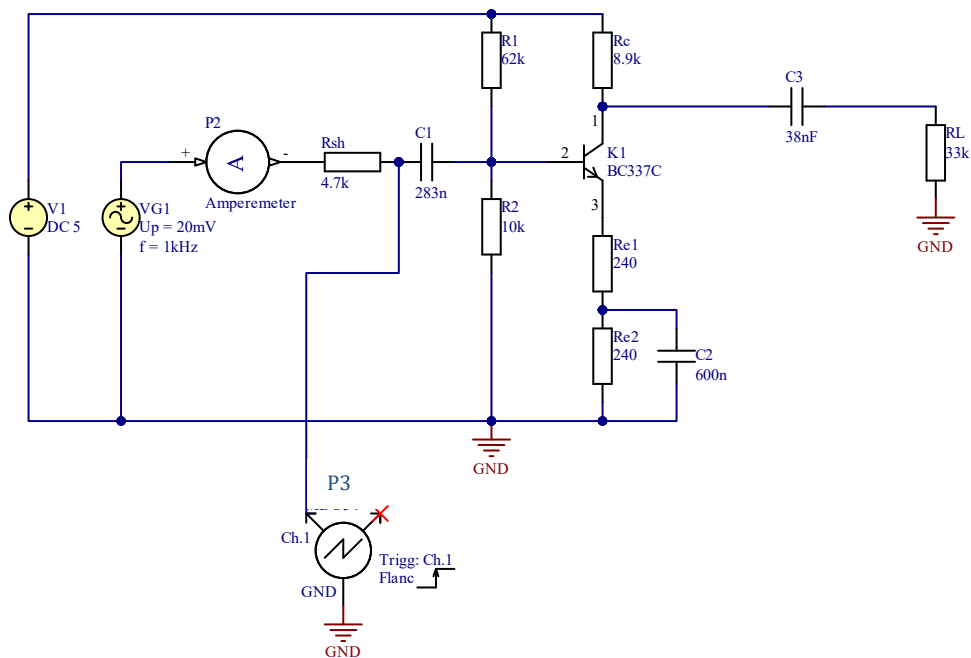 R1
62k
Rc
8.9k
C3
38nF
RL
33k
GND
P2
+
-
A
Amperemeter
Rsh
4.7k
C1
283n
1
2
3
K1
BC337C
V1
DC 5
VG1
Up = 20mV
f = 1kHz
R2
10k
Re1
240
Re2
240
C2
600n
GND
P3
Ch.1
Trigg: Ch.1
Flanc
GND
GND